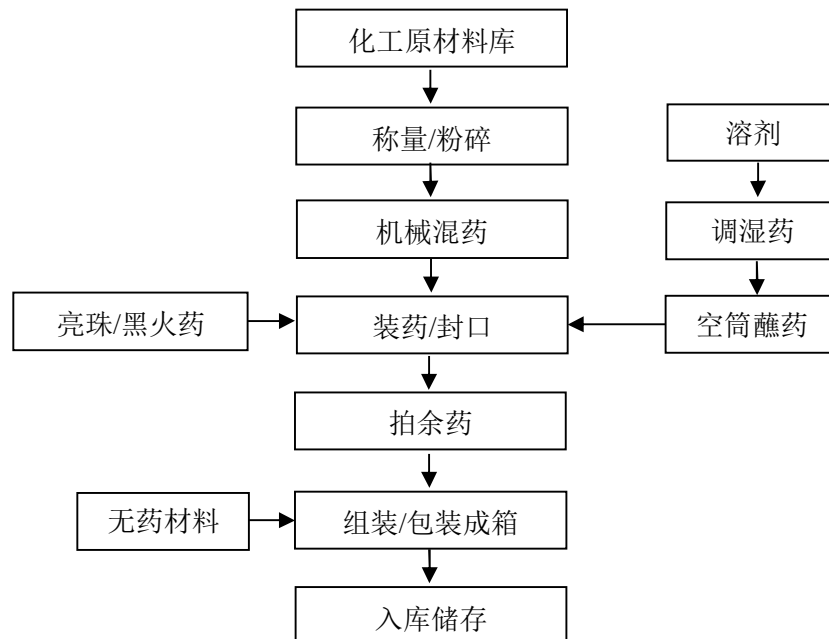 化工原材料库
称量/粉碎
溶剂
机械混药
调湿药
亮珠/黑火药
装药/封口
空筒蘸药
拍余药
无药材料
组装/包装成箱
入库储存